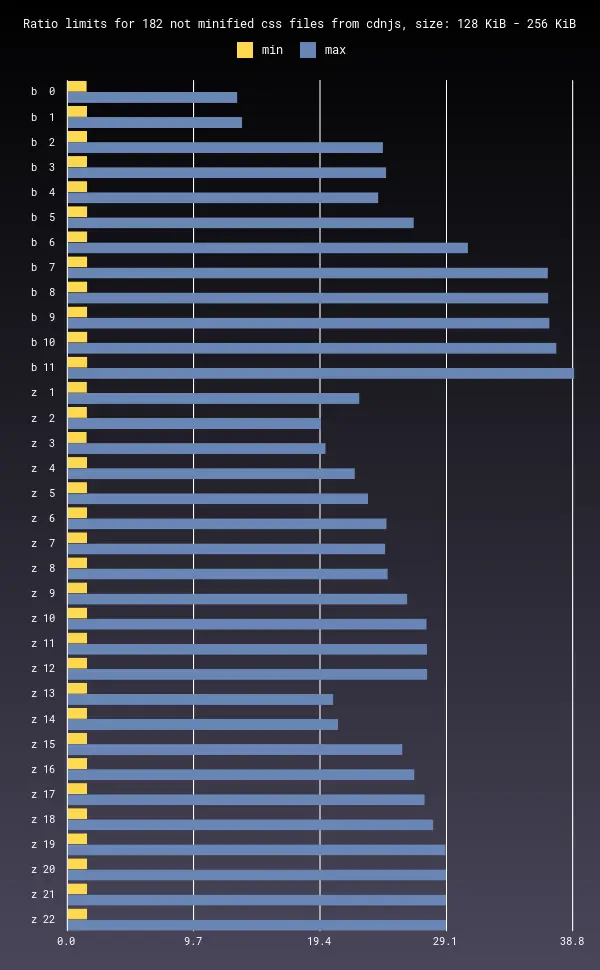 Ratio limits for 182 not minified css files from cdnjs, size: 128 KiB - 256 KiB
min max
b 0
b 1
b 2
b 3
b 4
b 5
b 6
b 7
b 8
b 9
b 10
b 11
z 1
z 2
z 3
z 4
z 5
z 6
z 7
z 8
z 9
z 10
z 11
z 12
z 13
z 14
z 15
z 16
z 17
z 18
z 19
z 20
z 21
z 22
0.0 9.7 19.4 29.1 38.8